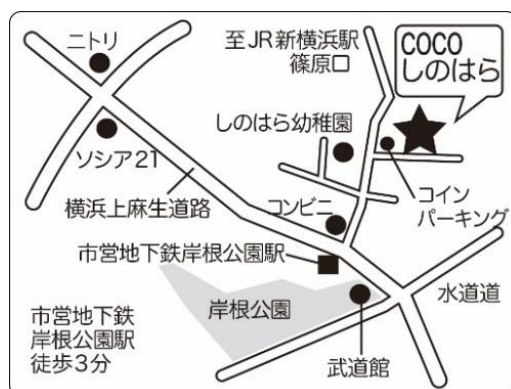 ニトリ
至JR新横浜駅
篠原口
COCO
しのはら
しのはら幼稚園
ソシア21
横浜上麻生道路
コンビニ
コイン
パーキング
市営地下鉄岸根公園駅
岸根公園
水道道
市営地下鉄
岸根公園駅
徒歩3分
武道館